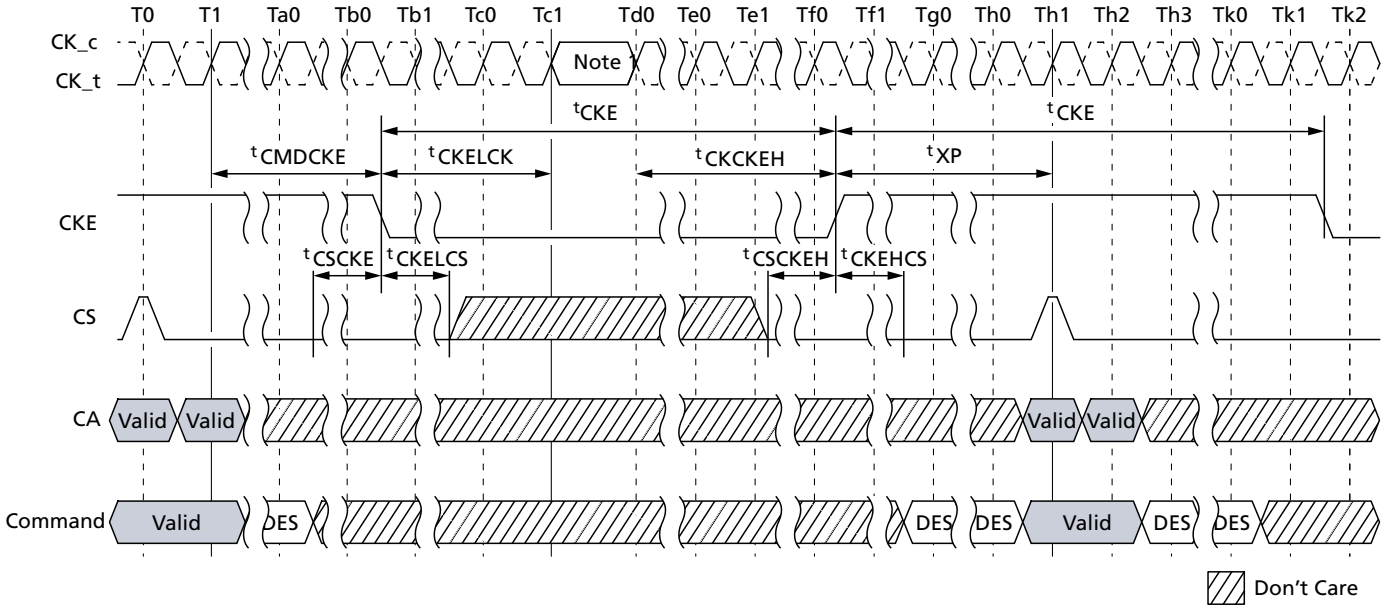 T0 T1 Ta0 Tb0 Tb1 Tc0 Tc1 Td0 Te0 Te1 Tf0 Tf1 Tg0 Th0 Th1 Th2 Th3 Tk0 Tk1 Tk2
CK_c
Note 1
CK_t
tCKE tCKE
tCMDCKE tCKELCK tCKCKEH tXP
CKE
tCSCKE tCKELCS tCSCKEH tCKEHCS
CS
CA Valid Valid Valid Valid
Command Valid DES DES DES Valid DES DES
Don't Care